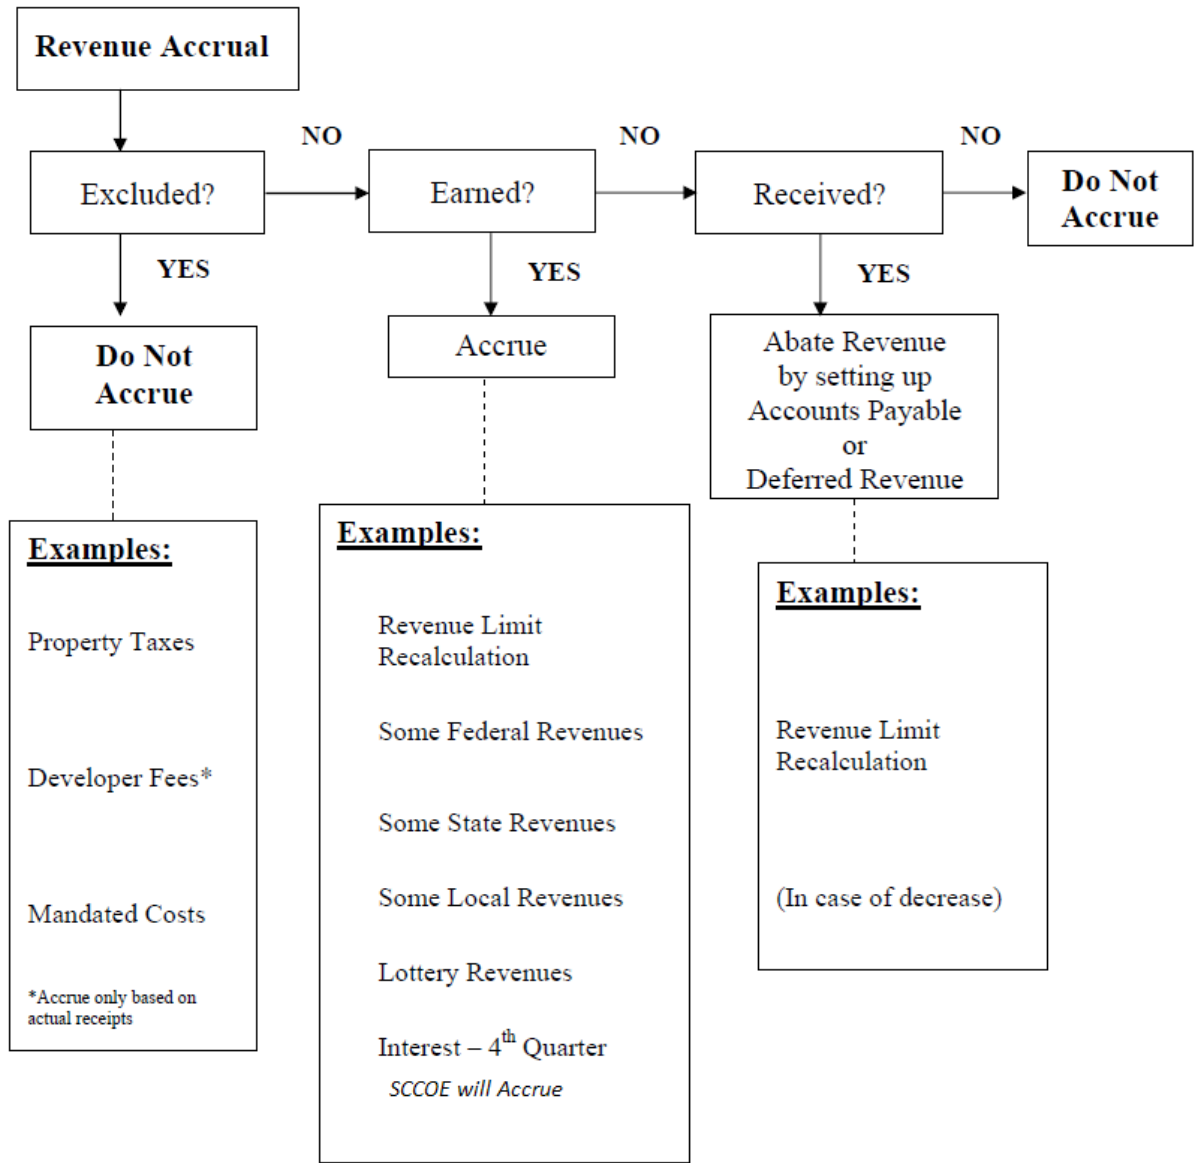 Revenue Accrual
NO
NO
NO
Excluded?
Earned?
Received?
Do Not
Accrue
YES
YES
YES
Do Not
Accrue
Accrue
Abate Revenue
by setting up
Accounts Payable
or
Deferred Revenue
Examples:
Property Taxes
Developer Fees*
Mandated Costs
*Accrue only based on
actual receipts
Examples:
Revenue Limit
Recalculation
Some Federal Revenues
Some State Revenues
Some Local Revenues
Lottery Revenues
Interest – 4th Quarter
SCCOE will Accrue
Examples:
Revenue Limit
Recalculation
(In case of decrease)